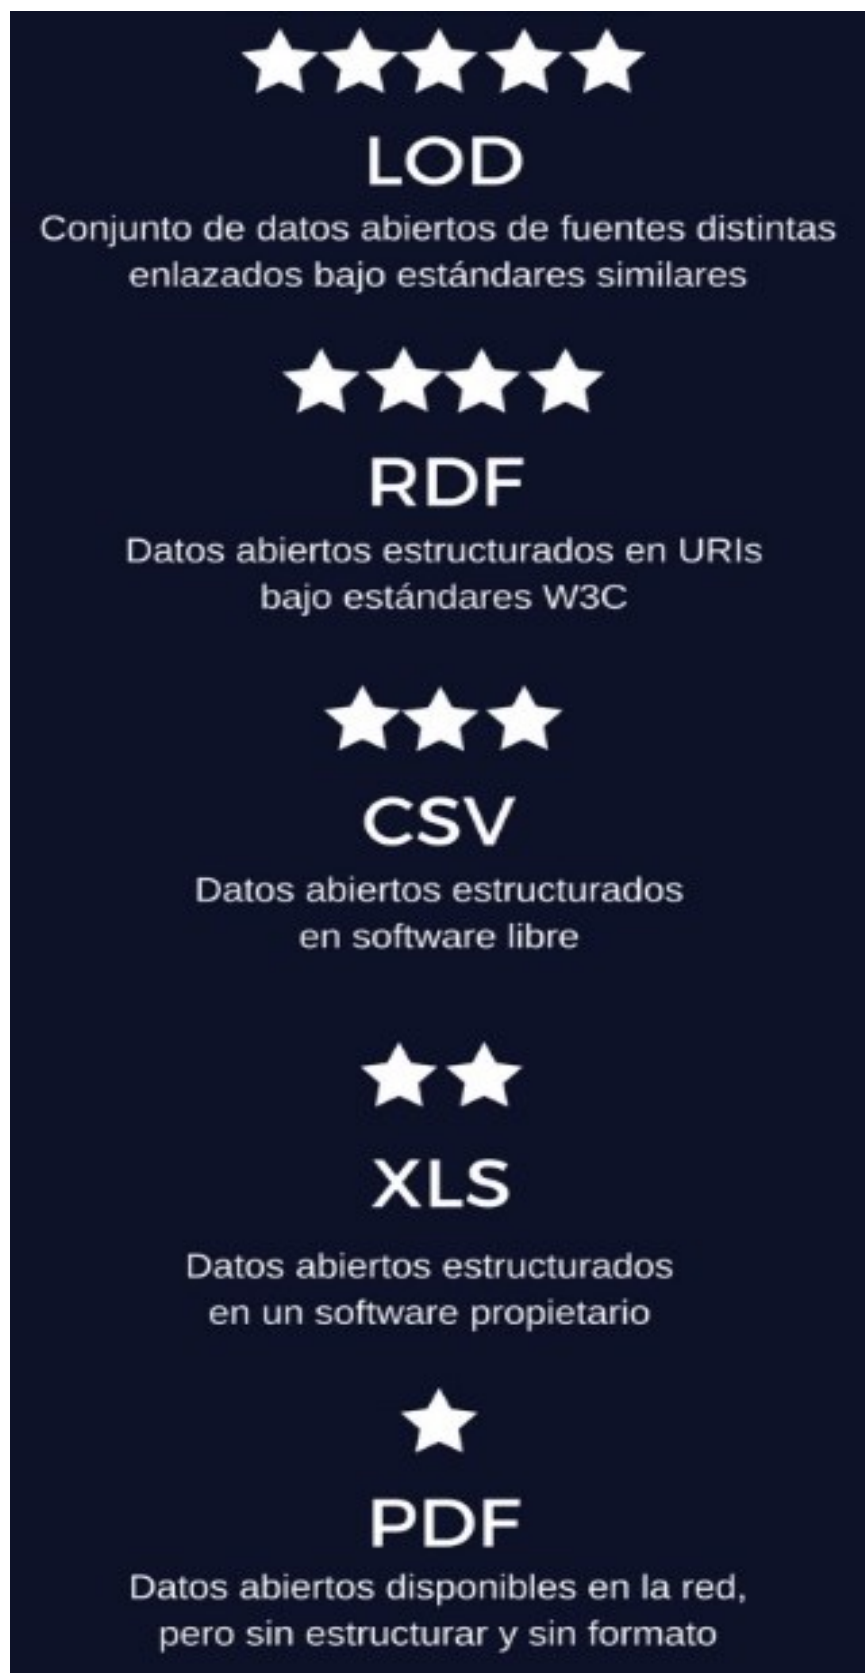 LOD
Conjunto de datos abiertos de fuentes distintas
enlazados bajo estándares similares
RDF
Datos abiertos estructurados en URIs
bajo estándares W3C
CSV
Datos abiertos estructurados
en software libre
XLS
Datos abiertos estructurados
en un software propietario
PDF
Datos abiertos disponibles en la red,
pero sin estructurar y sin formato